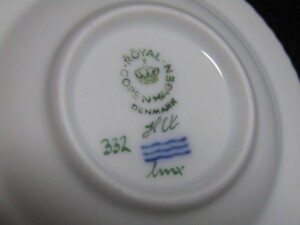 ROYAL
COPENHAGEN
DENMARK
332